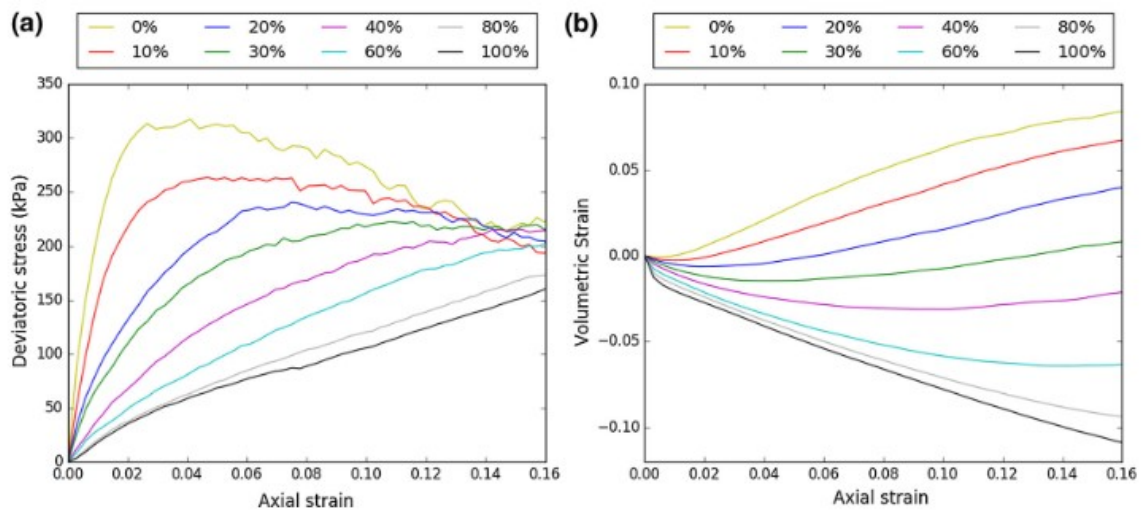 (a)
0% 20% 40% 80%
10% 30% 60% 100%
350
300
250
200
150
100
50
0
Deviatoric stress (kPa)
0.00 0.02 0.04 0.06 0.08 0.10 0.12 0.14 0.16
Axial strain
(b)
0% 20% 40% 80%
10% 30% 60% 100%
0.10
0.05
0.00
−0.05
−0.10
Volumetric Strain
0.00 0.02 0.04 0.06 0.08 0.10 0.12 0.14 0.16
Axial strain